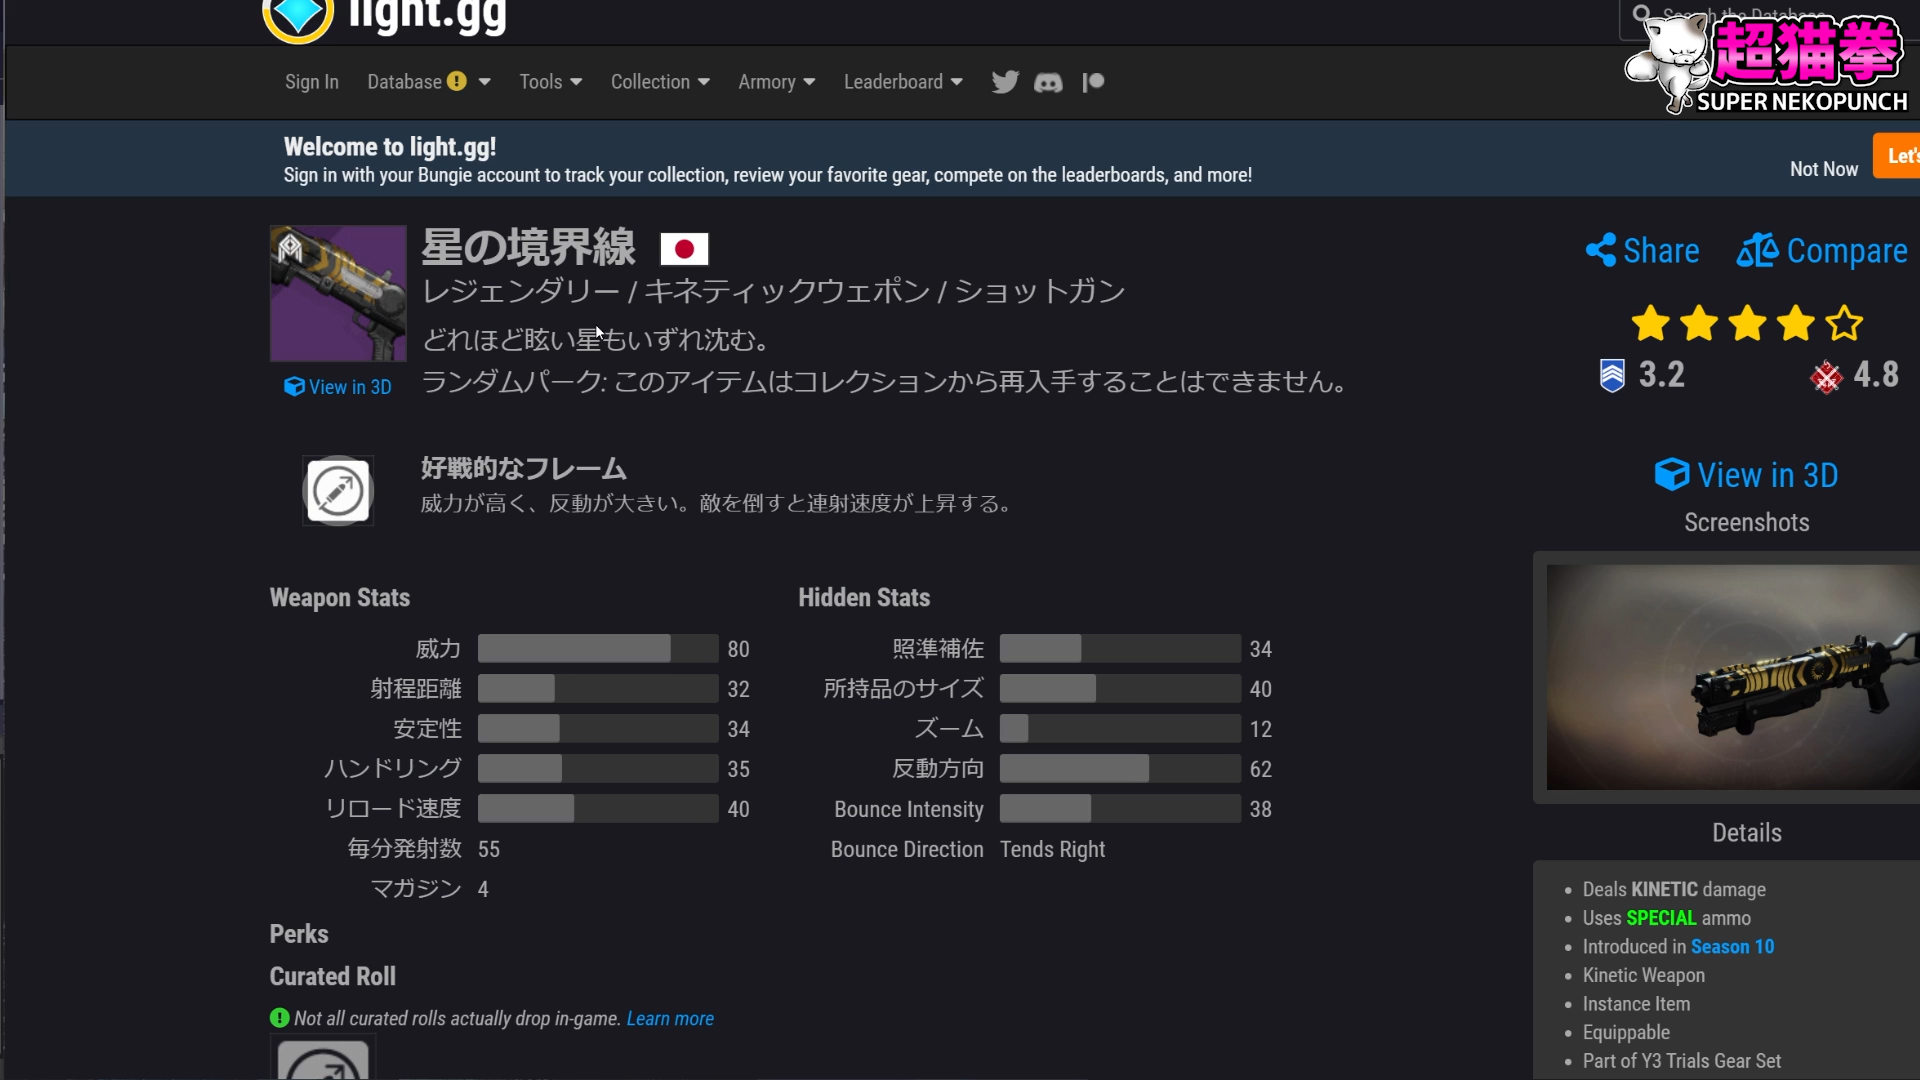 light.gg
Search the Database
超猫拳
SUPER NEKOPUNCH
Sign In Database Tools Collection Armory Leaderboard
Welcome to light.gg!
Sign in with your Bungie account to track your collection, review your favorite gear, compete on the leaderboards, and more!
Not Now
Let's
星の境界線
レジェンダリー / キネティックウェポン / ショットガン
どれほど眩い星もいずれ沈む。
ランダムパーク: このアイテムはコレクションから再入手することはできません。
View in 3D
Share
Compare
3.2
4.8
好戦的なフレーム
威力が高く、反動が大きい。敵を倒すと連射速度が上昇する。
View in 3D
Screenshots
Weapon Stats
威力 80
射程距離 32
安定性 34
ハンドリング 35
リロード速度 40
毎分発射数 55
マガジン 4
Hidden Stats
照準補佐 34
所持品のサイズ 40
ズーム 12
反動方向 62
Bounce Intensity 38
Bounce Direction Tends Right
Perks
Curated Roll
Not all curated rolls actually drop in-game. Learn more
Details
Deals KINETIC damage
Uses SPECIAL ammo
Introduced in Season 10
Kinetic Weapon
Instance Item
Equippable
Part of Y3 Trials Gear Set